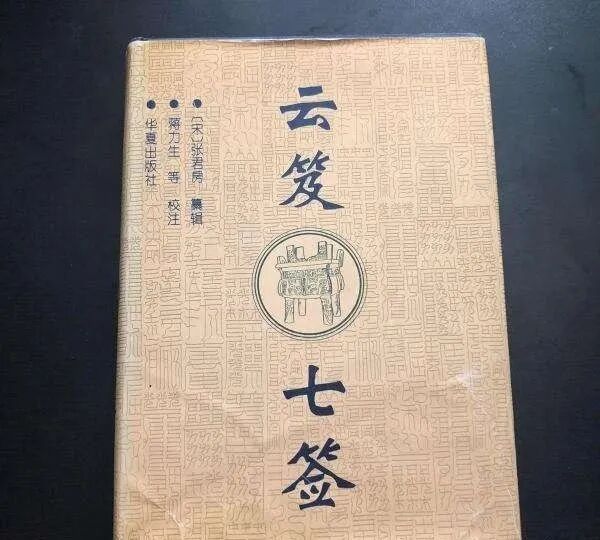 云笈七签
●〔宋〕张君房 纂辑
●蒋力生 等 校注
●华夏出版社